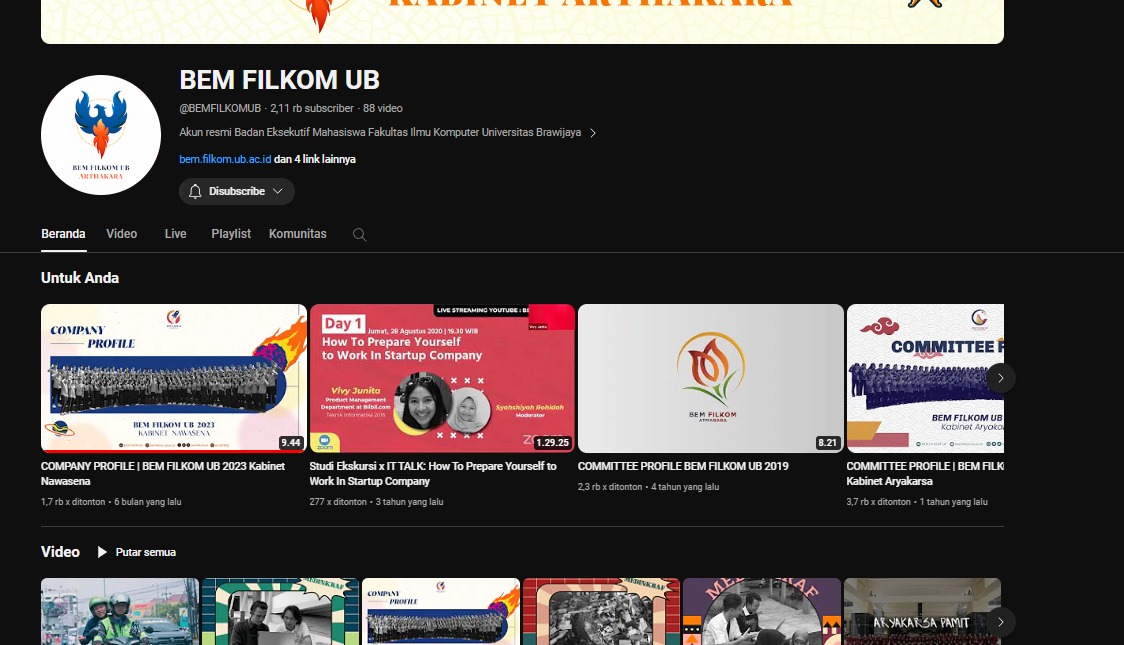 KABINET ARTHAKARA
BEM FILKOM UB
@BEMFILKOMUB · 2,11 rb subscriber · 88 video
Akun resmi Badan Eksekutif Mahasiswa Fakultas Ilmu Komputer Universitas Brawijaya
bem.filkom.ub.ac.id dan 4 link lainnya
BEM FILKOM UB
ARTHAKARA
Disubscribe
Beranda Video Live Playlist Komunitas
Untuk Anda
COMPANY
PROFILE
BEM FILKOM UB 2023
KABINET NAWASENA
9.44
LIVE STREAMING YOUTUBE : BE
Vivy Junita
Day 1
Jumat, 28 Agustus 2020 | 19.30 WIB
How To Prepare Yourself
to Work In Startup Company
Vivy Junita
Product Management
Department at Blibli.com
Teknik Informatika 2016
Syahshiyah Rohidah
Moderator
zoom
1.29.25
BEM FILKOM
8.21
COMMITTEE P
BEM FILKOM UB
Kabinet Aryakar
COMPANY PROFILE | BEM FILKOM UB 2023 Kabinet
Nawasena
1,7 rb x ditonton • 6 bulan yang lalu
Studi Ekskursi x IT TALK: How To Prepare Yourself to
Work In Startup Company
277 x ditonton • 3 tahun yang lalu
COMMITTEE PROFILE BEM FILKOM UB 2019
2,3 rb x ditonton • 4 tahun yang lalu
COMMITTEE PROFILE | BEM FILK
Kabinet Aryakarsa
3,7 rb x ditonton • 1 tahun yang lalu
Video Putar semua
MEDINKRAF
COMPANY
PROFILE
MEDINKRAF
MEDINKRAF
ARYAKARSA PAMIT